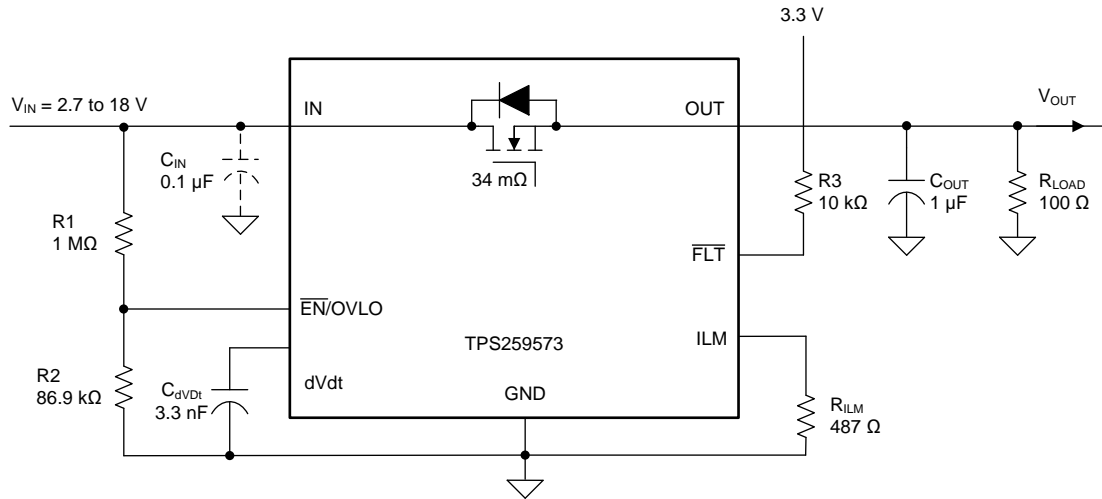 3.3 V
V_IN = 2.7 to 18 V
IN
OUT
V_OUT
C_IN
0.1 µF
34 mΩ
R3
10 kΩ
C_OUT
1 µF
R_LOAD
100 Ω
R1
1 MΩ
F̅L̅T̅
E̅N̅/OVLO
TPS259573
ILM
R2
86.9 kΩ
C_dVDt
3.3 nF
dVdt
GND
R_ILM
487 Ω